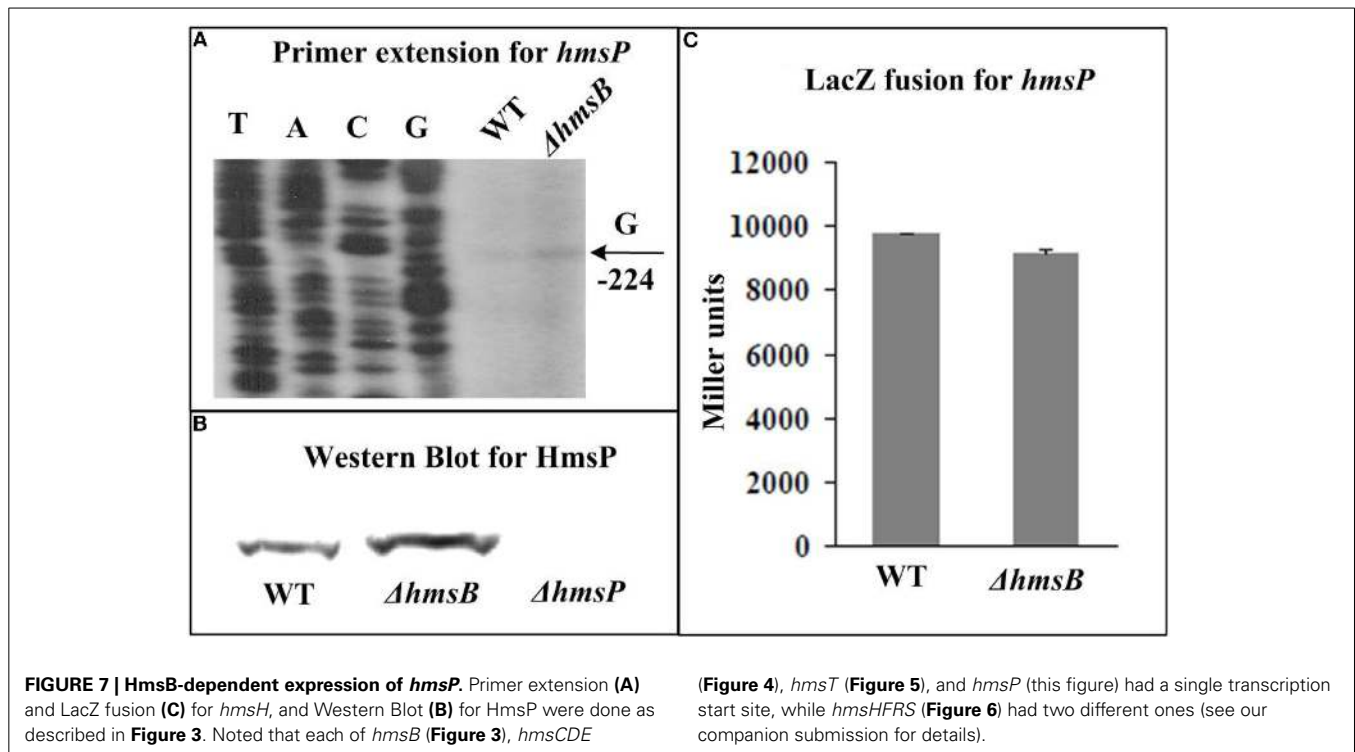 A
Primer extension for hmsP
T A C G WT ΔhmsB
G
-224
B
Western Blot for HmsP
WT ΔhmsB ΔhmsP
C
LacZ fusion for hmsP
Miller units
12000
10000
8000
6000
4000
2000
0
WT ΔhmsB
FIGURE 7 | HmsB-dependent expression of hmsP. Primer extension (A)
and LacZ fusion (C) for hmsH, and Western Blot (B) for HmsP were done as
described in Figure 3. Noted that each of hmsB (Figure 3), hmsCDE
(Figure 4), hmsT (Figure 5), and hmsP (this figure) had a single transcription
start site, while hmsHFRS (Figure 6) had two different ones (see our
companion submission for details).